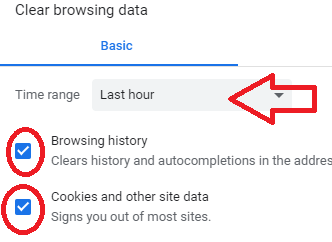 Clear browsing data
Basic
Time range Last hour
Browsing history
Clears history and autocompletions in the addres
Cookies and other site data
Signs you out of most sites.